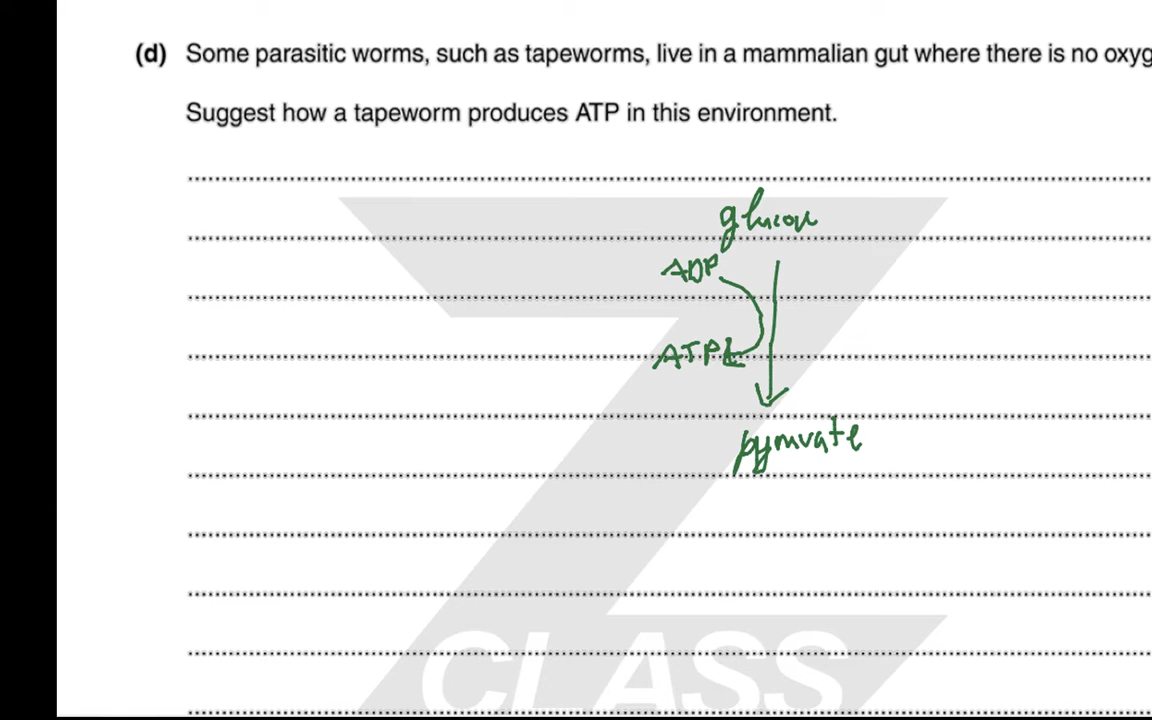 (d) Some parasitic worms, such as tapeworms, live in a mammalian gut where there is no oxyg
Suggest how a tapeworm produces ATP in this environment.
glucose
ADP
ATP
pyruvate
CLASS